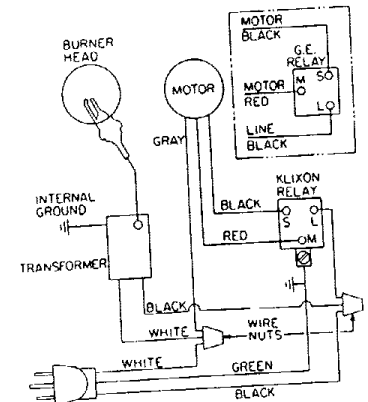 MOTOR
BLACK
G.E.
RELAY
M
S
L
MOTOR
RED
LINE
BLACK
BURNER
HEAD
MOTOR
GRAY
KLIXON
RELAY
BLACK
S
L
RED
M
INTERNAL
GROUND
TRANSFORMER
BLACK
WHITE
WIRE
NUTS
WHITE
GREEN
BLACK